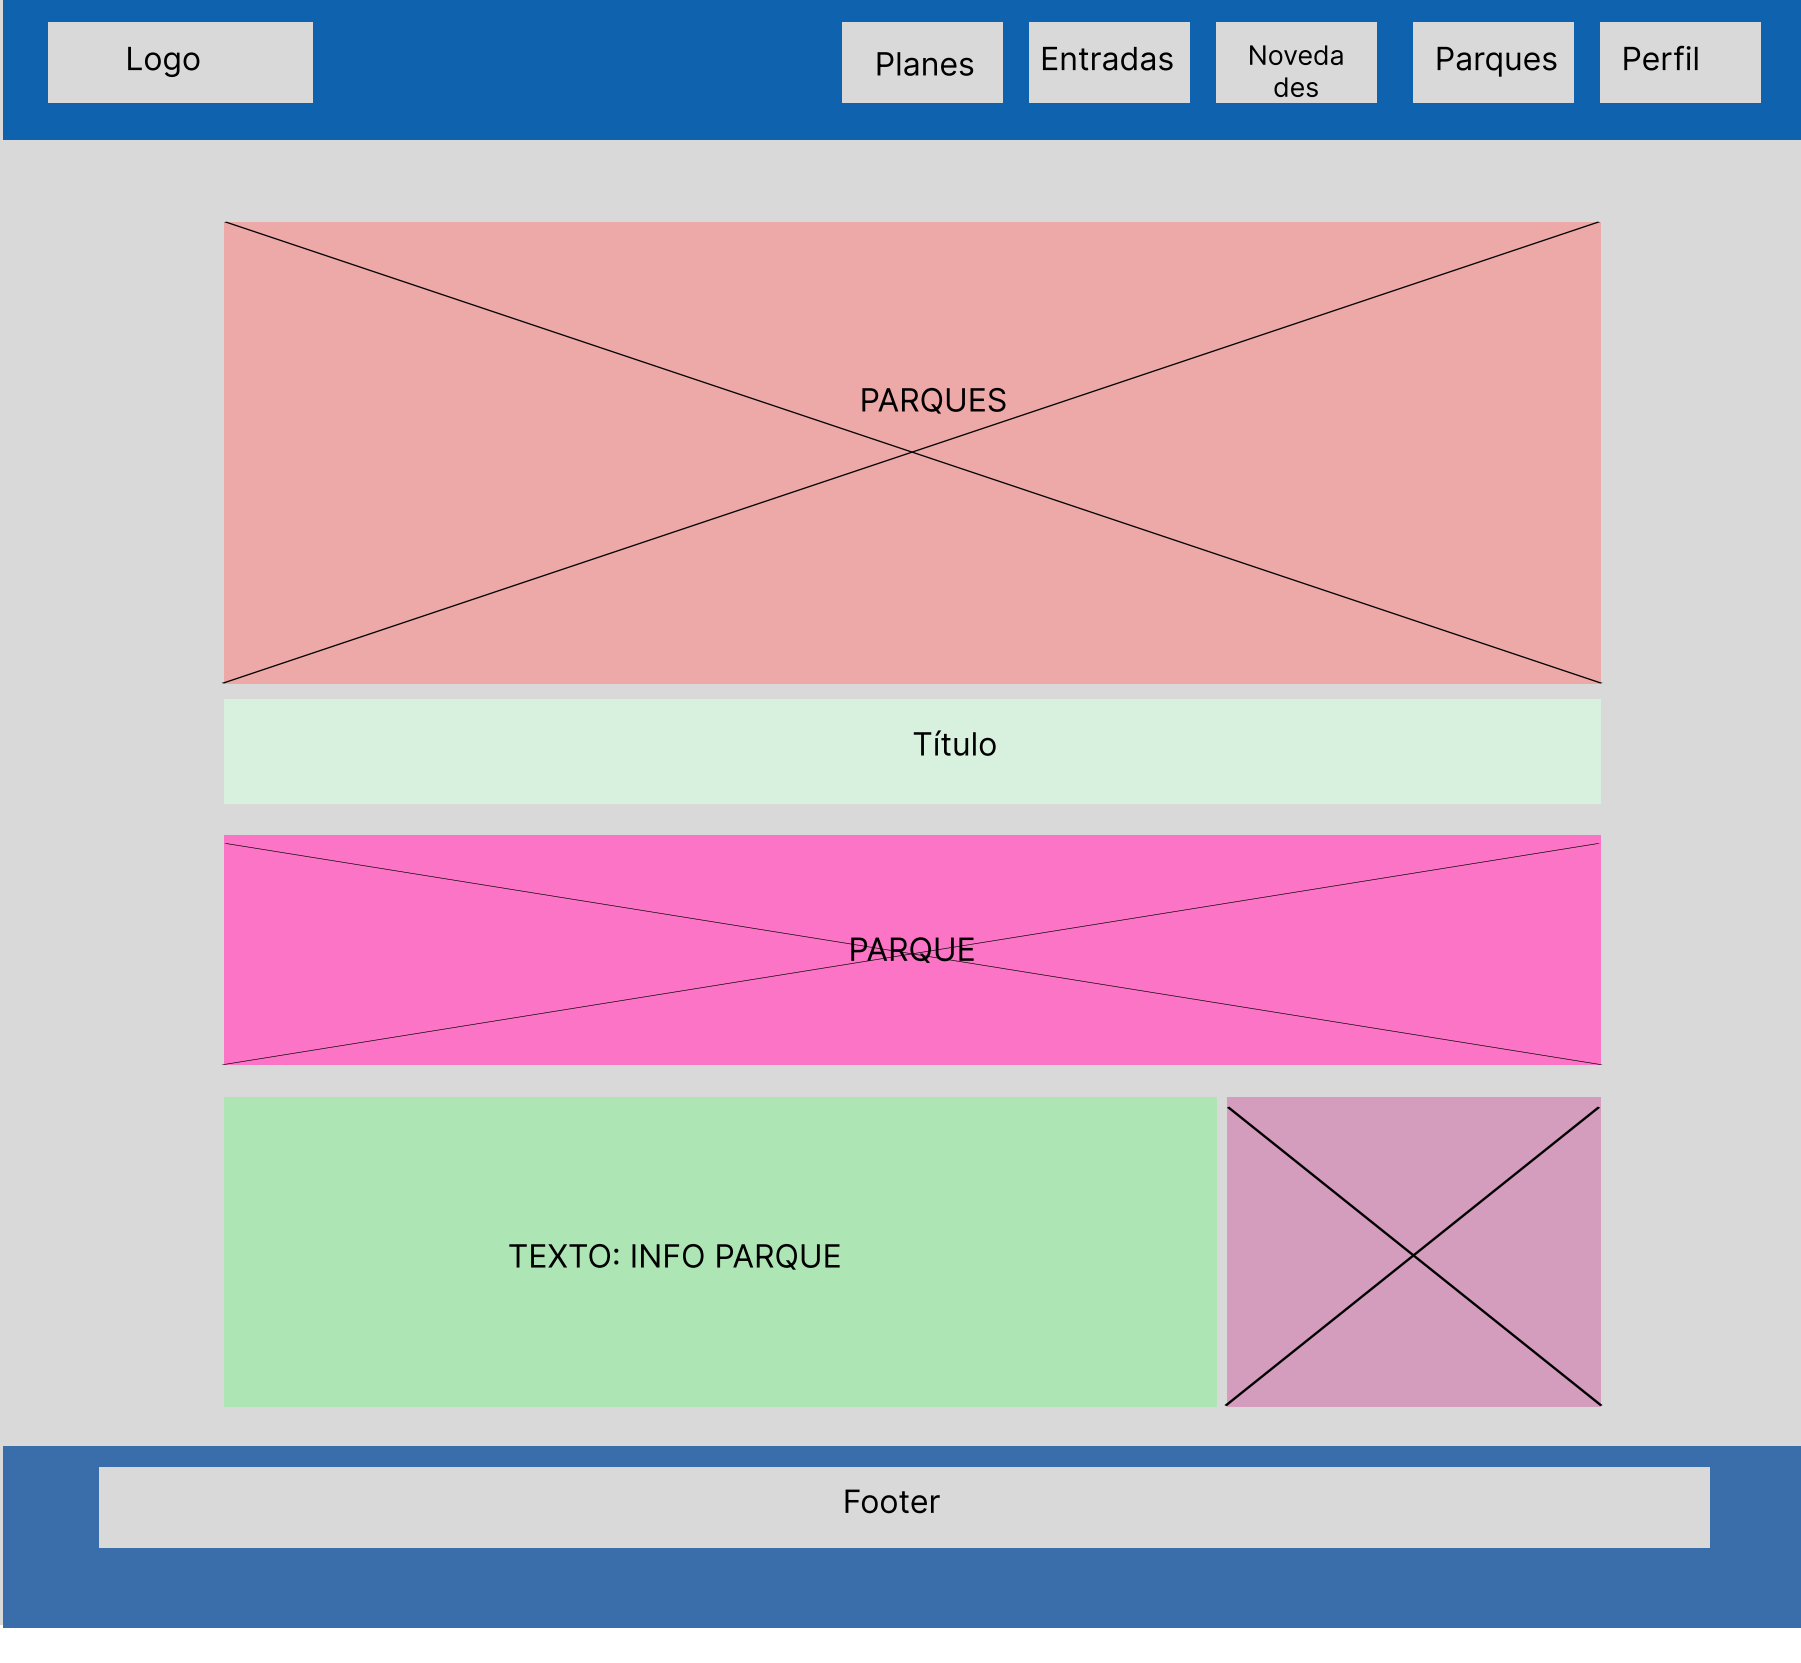 Logo
Planes
Entradas
Noveda
des
Parques
Perfil
PARQUES
Título
PARQUE
TEXTO: INFO PARQUE
Footer